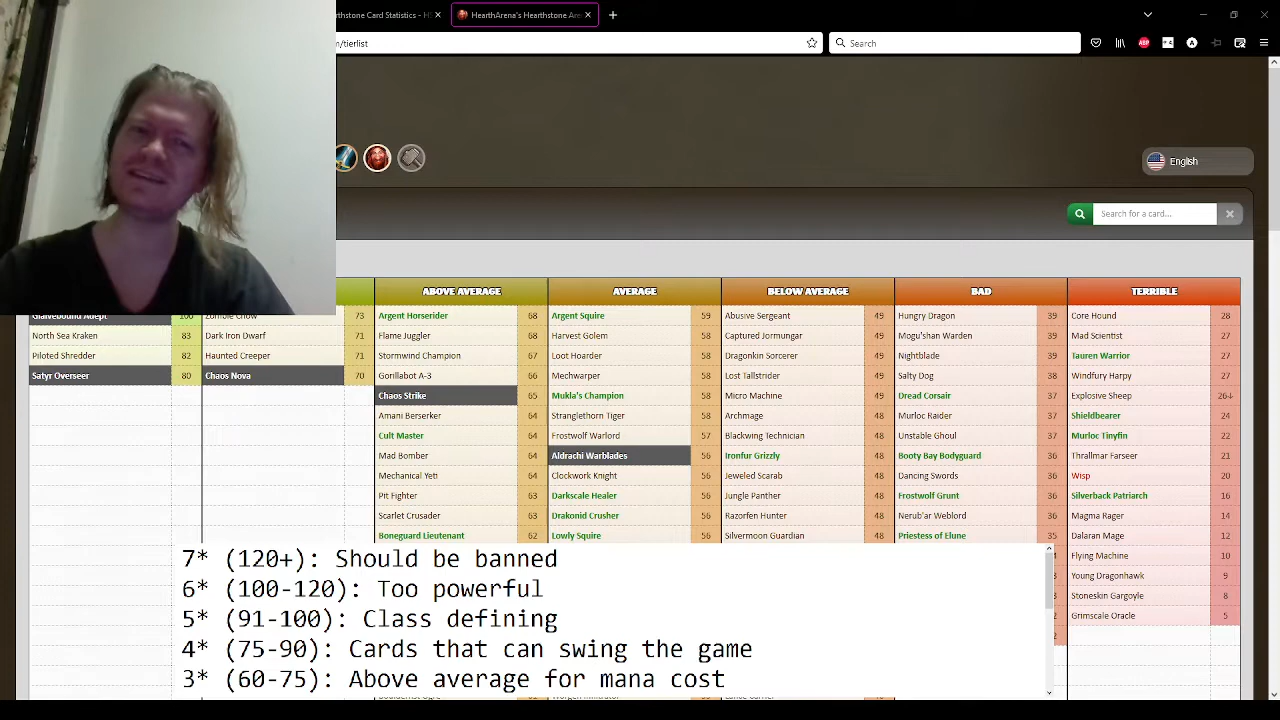 rthstone Card Statistics - HS
HearthArena's Hearthstone Are
m/tierlist
Search
ABP
English
Search for a card...
ABOVE AVERAGE
AVERAGE
BELOW AVERAGE
BAD
TERRIBLE
Glaivebound Adept 106 Zombie Chow 73 Argent Horserider 68 Argent Squire 59 Abusive Sergeant 49 Hungry Dragon 39 Core Hound 28
North Sea Kraken 83 Dark Iron Dwarf 71 Flame Juggler 68 Harvest Golem 58 Captured Jormungar 49 Mogu'shan Warden 39 Mad Scientist 27
Piloted Shredder 82 Haunted Creeper 71 Stormwind Champion 67 Loot Hoarder 58 Dragonkin Sorcerer 49 Nightblade 39 Tauren Warrior 27
Satyr Overseer 80 Chaos Nova 70 Gorillabot A-3 66 Mechwarper 58 Lost Tallstrider 49 Salty Dog 38 Windfury Harpy 27
Chaos Strike 65 Mukla's Champion 58 Micro Machine 49 Dread Corsair 37 Explosive Sheep 26↓
Amani Berserker 64 Stranglethorn Tiger 58 Archmage 48 Murloc Raider 37 Shieldbearer 24
Cult Master 64 Frostwolf Warlord 57 Blackwing Technician 48 Unstable Ghoul 37 Murloc Tinyfin 22
Mad Bomber 64 Aldrachi Warblades 56 Ironfur Grizzly 48 Booty Bay Bodyguard 37 Thrallmar Farseer 21
Mechanical Yeti 64 Clockwork Knight 56 Jeweled Scarab 48 Dancing Swords 36 Wisp 20
Pit Fighter 63 Darkscale Healer 56 Jungle Panther 48 Frostwolf Grunt 36 Silverback Patriarch 16
Scarlet Crusader 63 Drakonid Crusher 56 Razorfen Hunter 48 Nerub'ar Weblord 36 Magma Rager 14
Boneguard Lieutenant 62 Lowly Squire 56 Silvermoon Guardian 48 Priestess of Elune 35 Dalaran Mage 12
Flying Machine 10
Young Dragonhawk 9
Stoneskin Gargoyle 8
Grimscale Oracle 5
7* (120+): Should be banned
6* (100-120): Too powerful
5* (91-100): Class defining
4* (75-90): Cards that can swing the game
3* (60-75): Above average for mana cost